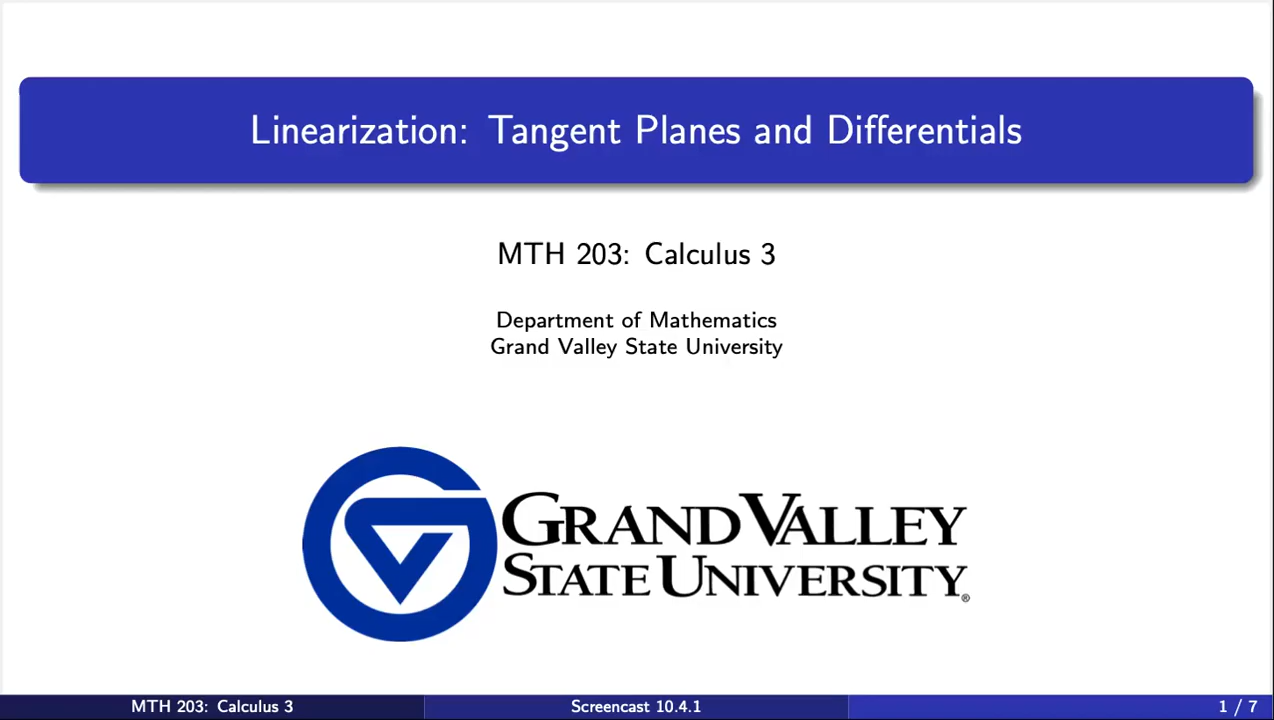 Linearization: Tangent Planes and Differentials
MTH 203: Calculus 3
Department of Mathematics
Grand Valley State University
GRAND VALLEY
STATE UNIVERSITY®
MTH 203: Calculus 3
Screencast 10.4.1
1 / 7